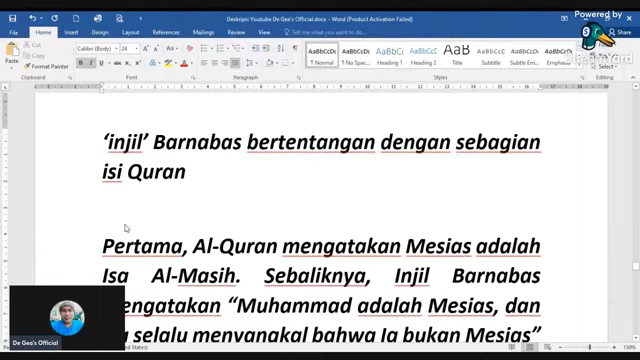 Powered by
Deskripsi Youtube De Gea's Official.docx - Word (Product Activation Failed)
File Home Insert Design Layout References Mailings Review View Tell me what you want to do...
Cut
Copy
Format Painter
Paste
Calibri (Body)
AaBbCcDc AaBbCcDc AaBbCc AaBbCcD AaB AaBbCcD AaBbCcDc AaBbCcDc
¶ Normal ¶ No Spac... Heading 1 Heading 2 Title Subtitle Subtle Em... Emphasis
Clipboard Font Paragraph Styles Editing
‘injil’ Barnabas bertentangan dengan sebagian
isi Quran
Pertama, Al-Quran mengatakan Mesias adalah
Isa Al-Masih. Sebaliknya, Injil Barnabas
mengatakan “Muhammad adalah Mesias, dan
selalu menyangkal bahwa Ia bukan Mesias”
De Gea's Official
150%